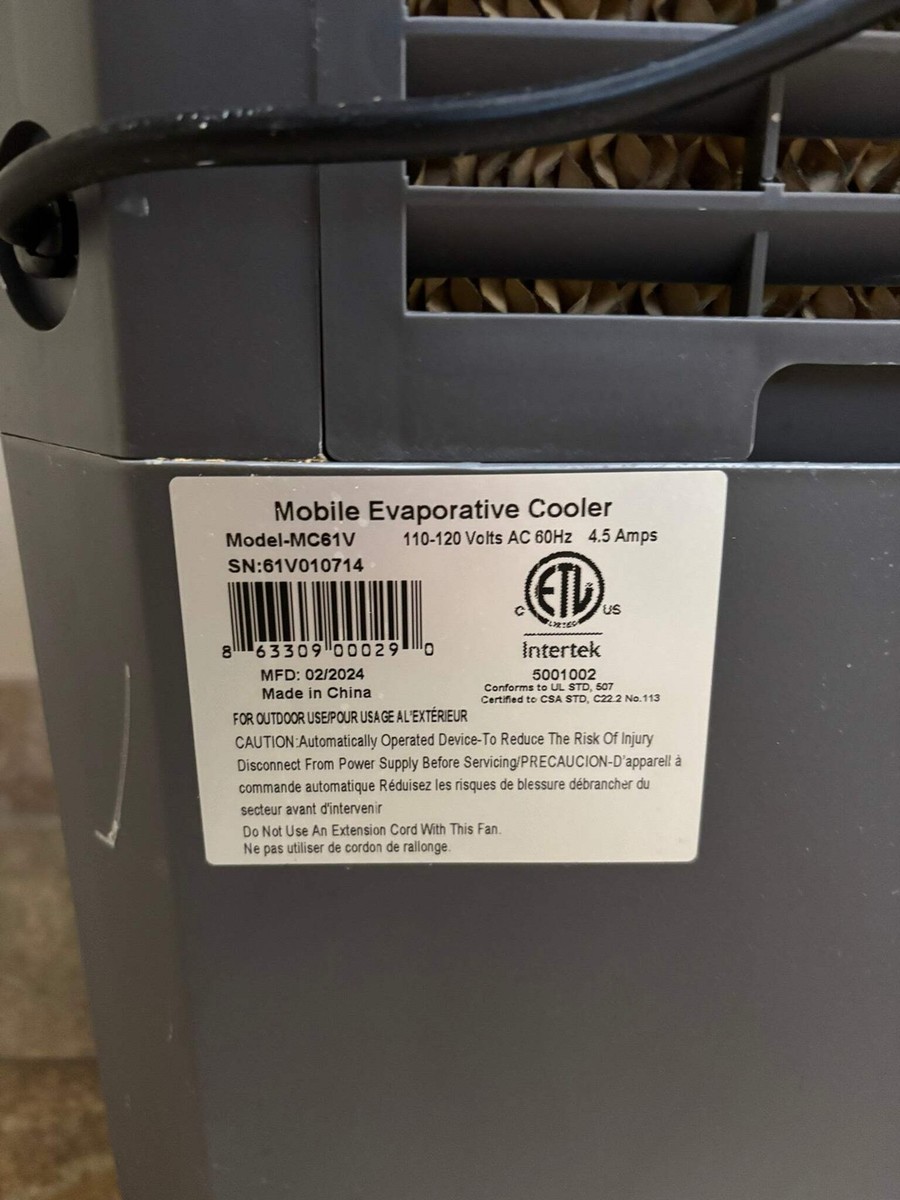 Mobile Evaporative Cooler
Model-MC61V 110-120 Volts AC 60Hz 4.5 Amps
SN:61V010714
8 63309 00029 0
MFD: 02/2024
Made in China
ETL
LISTED
C US
Intertek
5001002
Conforms to UL STD, 507
Certified to CSA STD, C22.2 No.113
FOR OUTDOOR USE/POUR USAGE A L'EXTÉRIEUR
CAUTION:Automatically Operated Device-To Reduce The Risk Of Injury
Disconnect From Power Supply Before Servicing/PRECAUCION-D'apparell à
commande automatique Réduisez les risques de blessure débrancher du
secteur avant d'intervenir
Do Not Use An Extension Cord With This Fan.
Ne pas utiliser de cordon de rallonge.